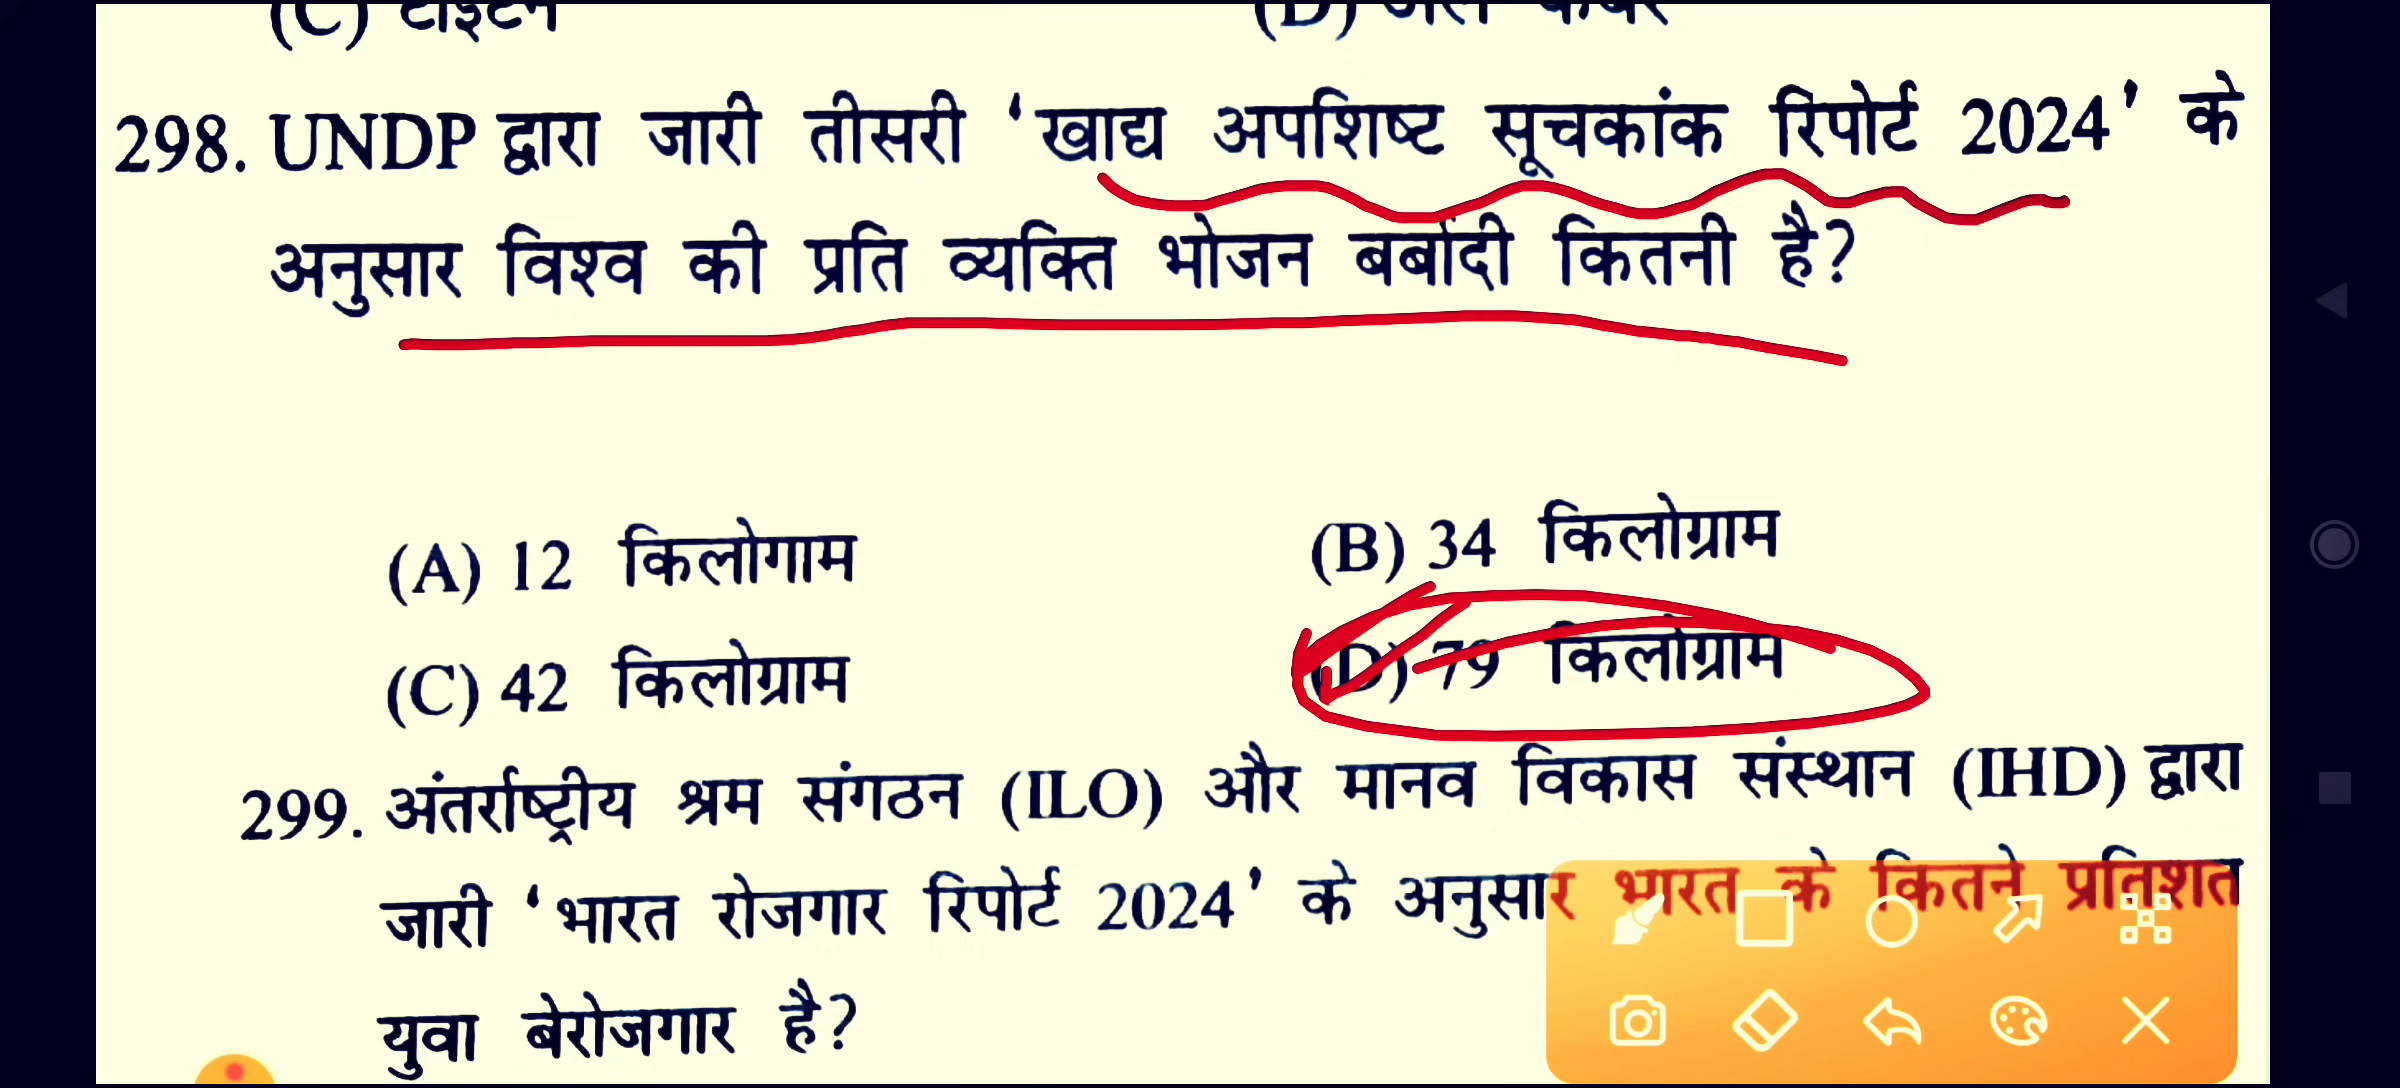 298. UNDP द्वारा जारी तीसरी ‘खाद्य अपशिष्ट सूचकांक रिपोर्ट 2024’ के
अनुसार विश्व की प्रति व्यक्ति भोजन बर्बादी कितनी है?
(A) 12 किलोगाम
(B) 34 किलोग्राम
(C) 42 किलोग्राम
(D) 79 किलोग्राम
299. अंतर्राष्ट्रीय श्रम संगठन (ILO) और मानव विकास संस्थान (IHD) द्वारा
जारी ‘भारत रोजगार रिपोर्ट 2024’ के अनुसार भारत के कितने प्रतिशत
युवा बेरोजगार है?